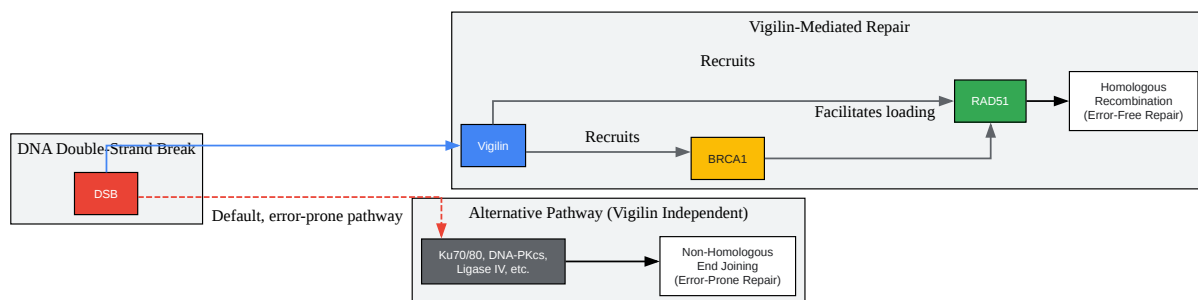 Vigilin-Mediated Repair
Recruits
RAD51
Homologous
Recombination
(Error-Free Repair)
Facilitates loading
Vigilin
Recruits
BRCA1
DNA Double-Strand Break
DSB
Default, error-prone pathway
Alternative Pathway (Vigilin Independent)
Ku70/80, DNA-PKcs,
Ligase IV, etc.
Non-Homologous
End Joining
(Error-Prone Repair)